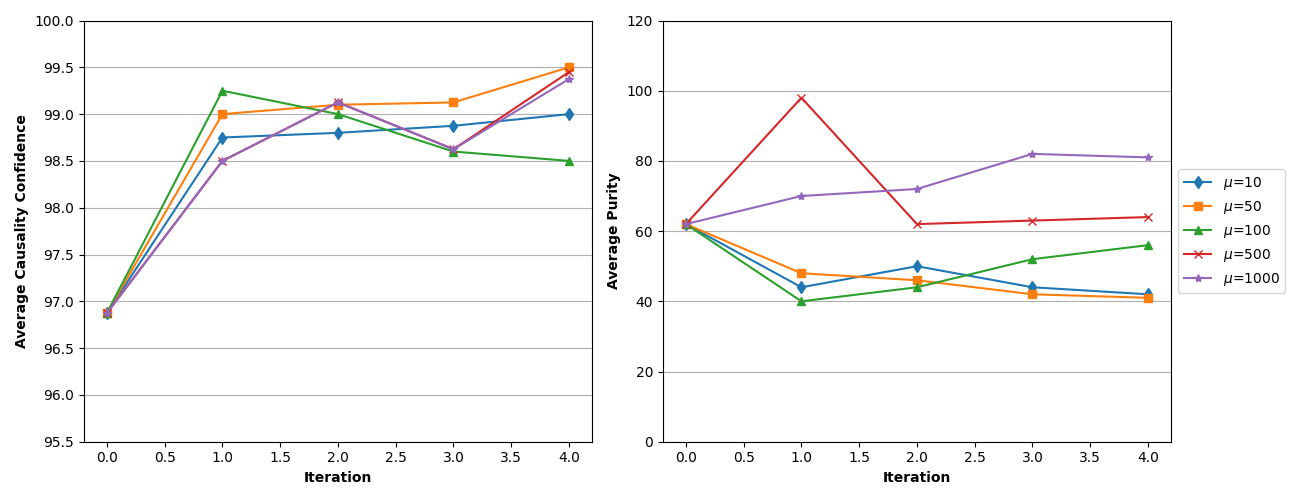 100.0
99.5
99.0
98.5
98.0
97.5
97.0
96.5
96.0
95.5
Average Causality Confidence
0.0 0.5 1.0 1.5 2.0 2.5 3.0 3.5 4.0
Iteration
120
100
80
60
40
20
0
Average Purity
0.0 0.5 1.0 1.5 2.0 2.5 3.0 3.5 4.0
Iteration
μ=10
μ=50
μ=100
μ=500
μ=1000